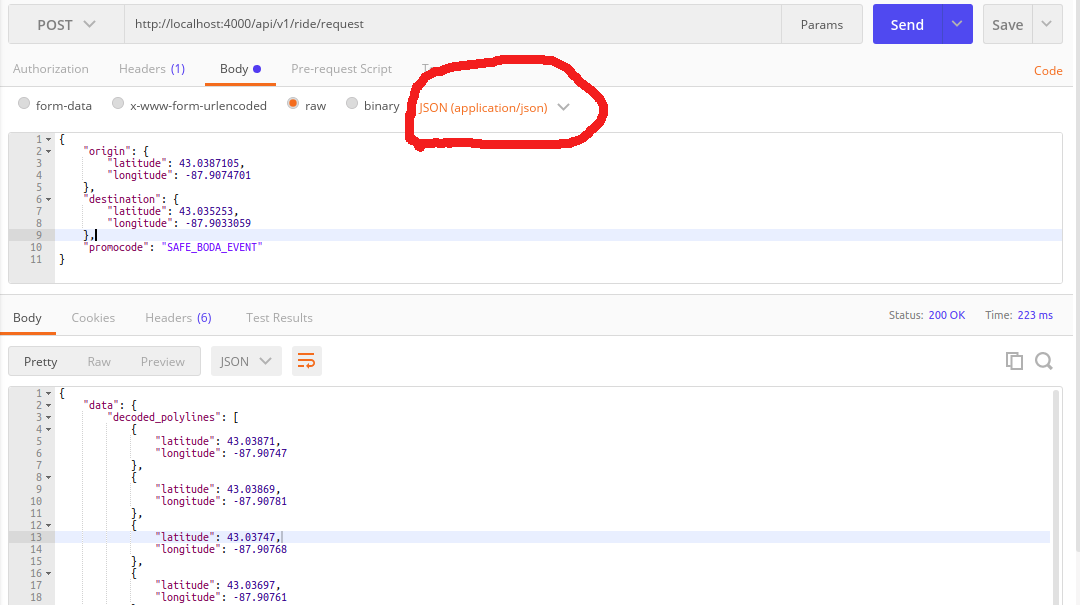 POST http://localhost:4000/api/v1/ride/request Params Send Save
Authorization Headers (1) Body Pre-request Script
Code
form-data x-www-form-urlencoded raw binary JSON (application/json)
1 {
2 "origin": {
3 "latitude": 43.0387105,
4 "longitude": -87.9074701
5 },
6 "destination": {
7 "latitude": 43.035253,
8 "longitude": -87.9033059
9 },
10 "promocode": "SAFE_BODA_EVENT"
11 }
Body Cookies Headers (6) Test Results Status: 200 OK Time: 223 ms
Pretty Raw Preview JSON
1 {
2 "data": {
3 "decoded_polylines": [
4 {
5 "latitude": 43.03871,
6 "longitude": -87.90747
7 },
8 {
9 "latitude": 43.03869,
10 "longitude": -87.90781
11 },
12 {
13 "latitude": 43.03747,
14 "longitude": -87.90768
15 },
16 {
17 "latitude": 43.03697,
18 "longitude": -87.90761